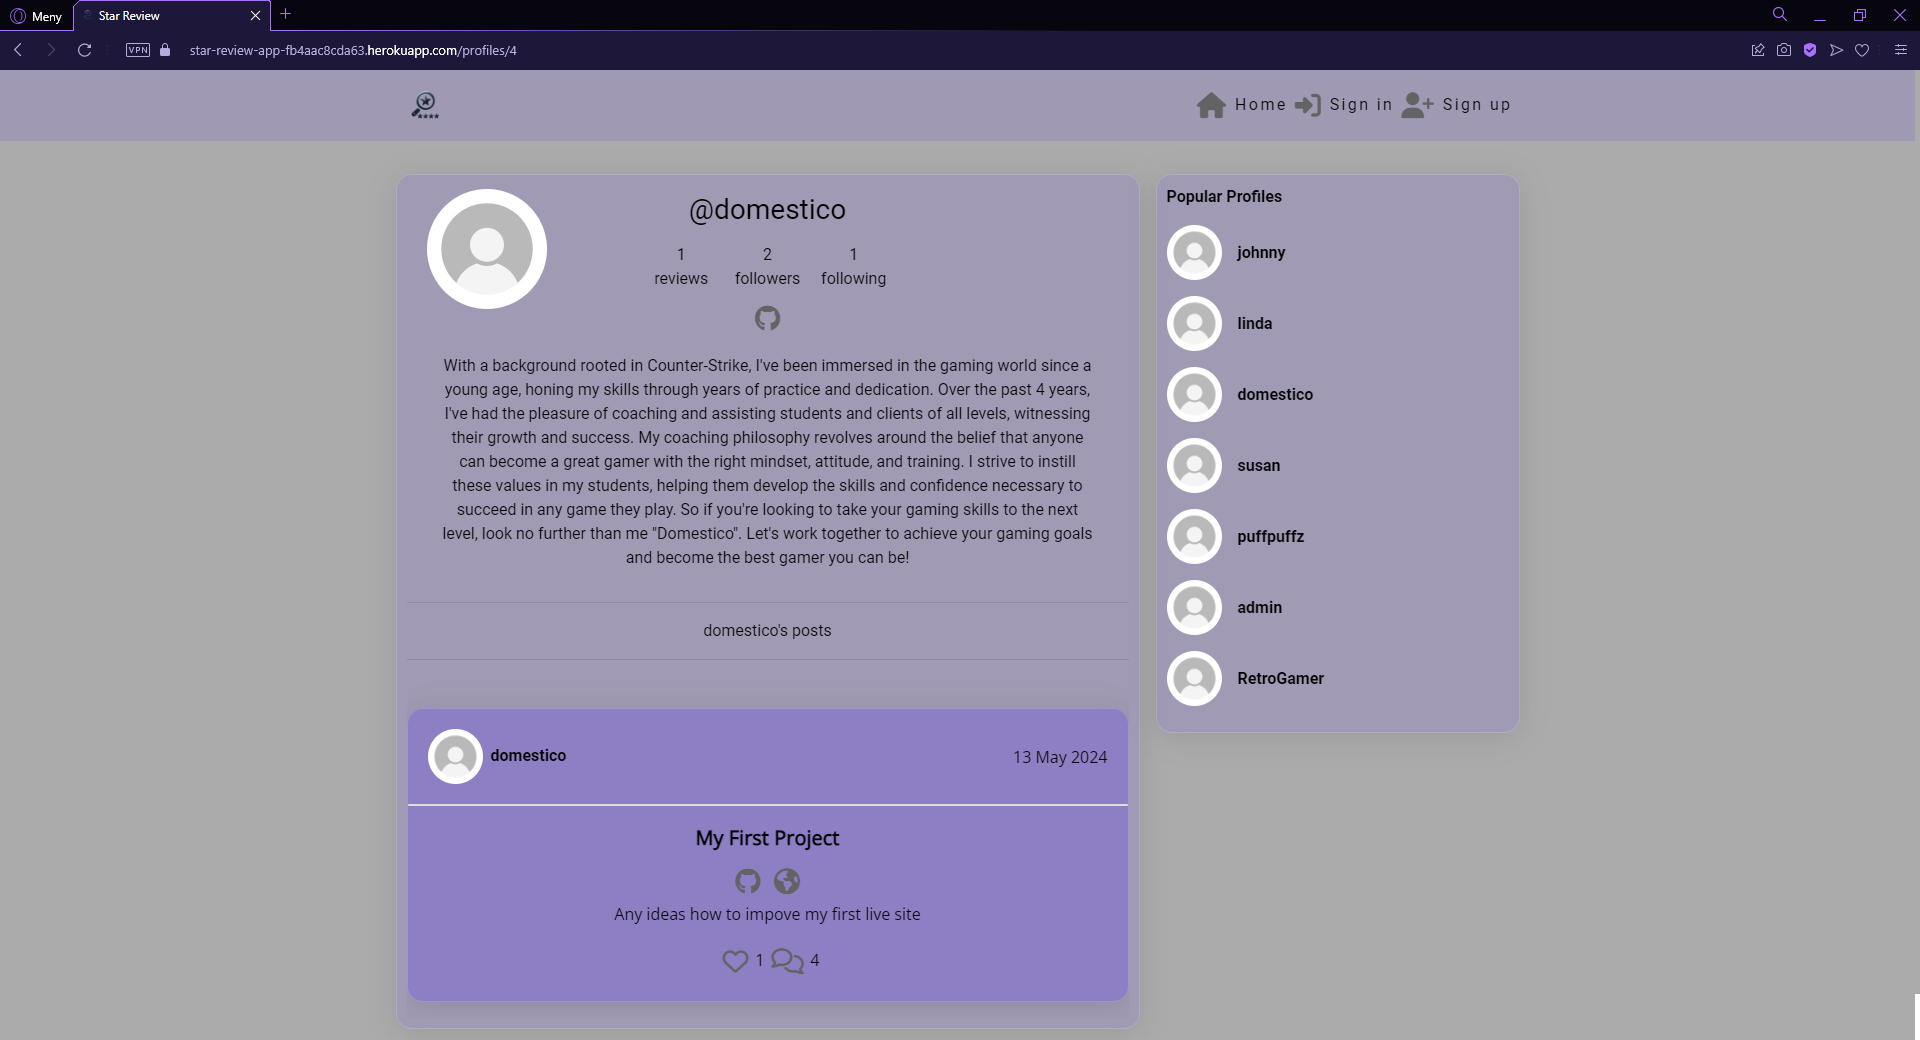 Meny
Star Review
VPN
star-review-app-fb4aac8cda63.herokuapp.com/profiles/4
Home Sign in Sign up
@domestico
1 2 1
reviews followers following
With a background rooted in Counter-Strike, I've been immersed in the gaming world since a
young age, honing my skills through years of practice and dedication. Over the past 4 years,
I've had the pleasure of coaching and assisting students and clients of all levels, witnessing
their growth and success. My coaching philosophy revolves around the belief that anyone
can become a great gamer with the right mindset, attitude, and training. I strive to instill
these values in my students, helping them develop the skills and confidence necessary to
succeed in any game they play. So if you're looking to take your gaming skills to the next
level, look no further than me "Domestico". Let's work together to achieve your gaming goals
and become the best gamer you can be!
domestico's posts
domestico
13 May 2024
My First Project
Any ideas how to impove my first live site
1 4
Popular Profiles
johnny
linda
domestico
susan
puffpuffz
admin
RetroGamer